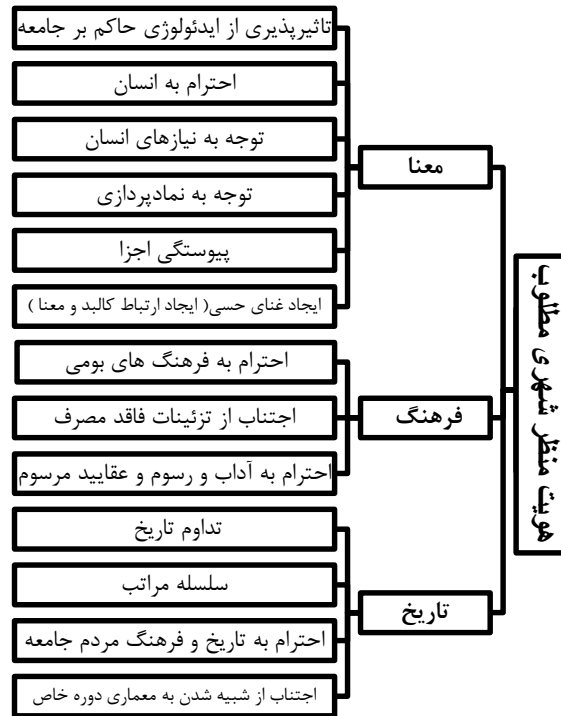 هویت منظر شهری مطلوب
معنا
تاثیرپذیری از ایدئولوژی حاکم بر جامعه
احترام به انسان
توجه به نیازهای انسان
توجه به نمادپردازی
پیوستگی اجزا
ایجاد غنای حسی( ایجاد ارتباط کالبد و معنا )
فرهنگ
احترام به فرهنگ های بومی
اجتناب از تزئینات فاقد مصرف
احترام به آداب و رسوم و عقایید مرسوم
تاریخ
تداوم تاریخ
سلسله مراتب
احترام به تاریخ و فرهنگ مردم جامعه
اجتناب از شبیه شدن به معماری دوره خاص